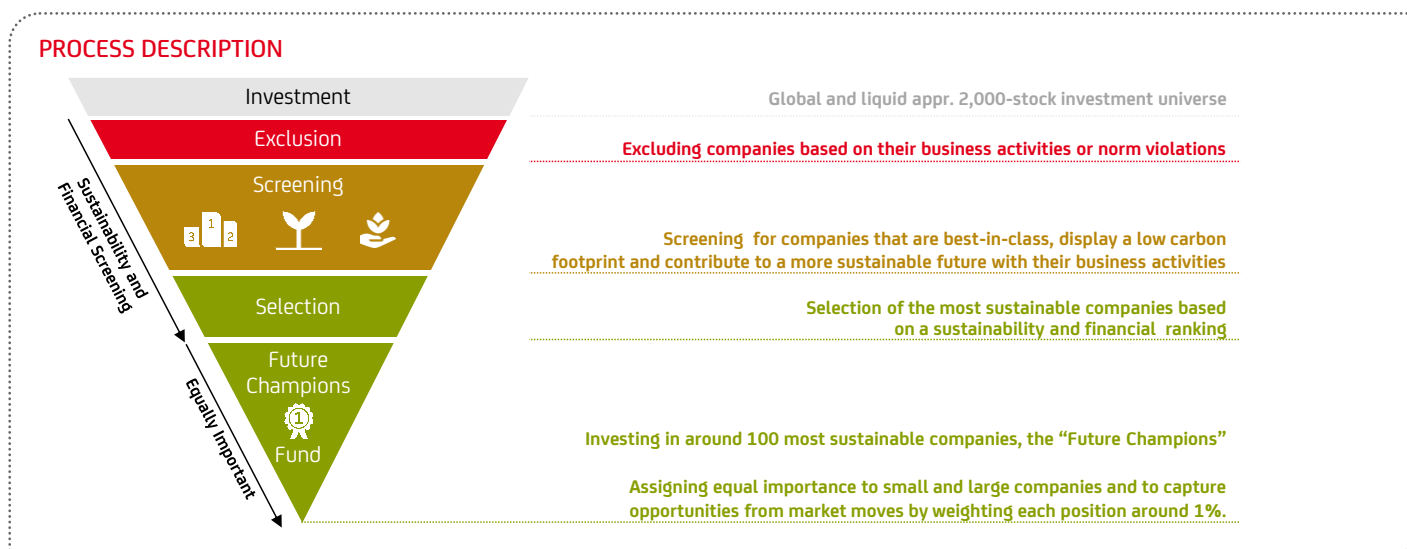 PROCESS DESCRIPTION
Investment
Global and liquid appr. 2,000-stock investment universe
Exclusion
Excluding companies based on their business activities or norm violations
Screening
3 1 2
Screening for companies that are best-in-class, display a low carbon
footprint and contribute to a more sustainable future with their business activities
Sustainability and
Financial Screening
Selection
Selection of the most sustainable companies based
on a sustainability and financial ranking
Future
Champions
1
Fund
Equally Important
Investing in around 100 most sustainable companies, the “Future Champions”
Assigning equal importance to small and large companies and to capture
opportunities from market moves by weighting each position around 1%.